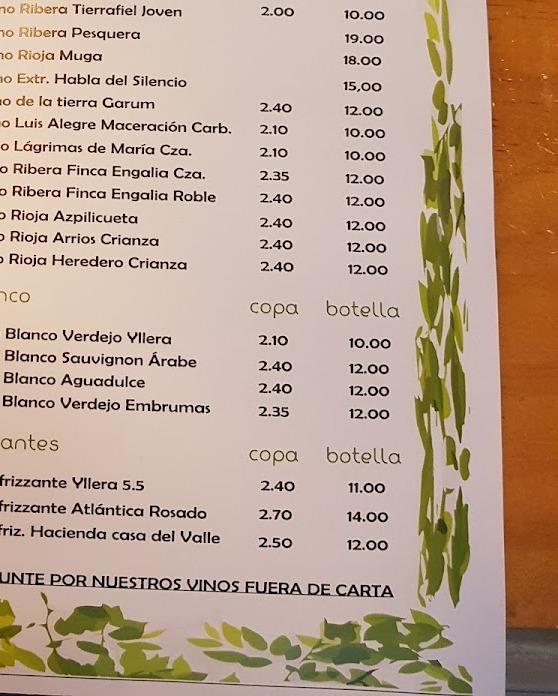 no Ribera Tierrafiel Joven 2.00 10.00
no Ribera Pesquera 19.00
no Rioja Muga 18.00
no Extr. Habla del Silencio 15,00
no de la tierra Garum 2.40 12.00
o Luis Alegre Maceración Carb. 2.10 10.00
o Lágrimas de María Cza. 2.10 10.00
o Ribera Finca Engalia Cza. 2.35 12.00
o Ribera Finca Engalia Roble 2.40 12.00
o Rioja Azpilicueta 2.40 12.00
o Rioja Arrios Crianza 2.40 12.00
o Rioja Heredero Crianza 2.40 12.00
nco copa botella
Blanco Verdejo Yllera 2.10 10.00
Blanco Sauvignon Árabe 2.40 12.00
Blanco Aguadulce 2.40 12.00
Blanco Verdejo Embrumas 2.35 12.00
antes copa botella
frizzante Yllera 5.5 2.40 11.00
frizzante Atlántica Rosado 2.70 14.00
friz. Hacienda casa del Valle 2.50 12.00
UNTE POR NUESTROS VINOS FUERA DE CARTA